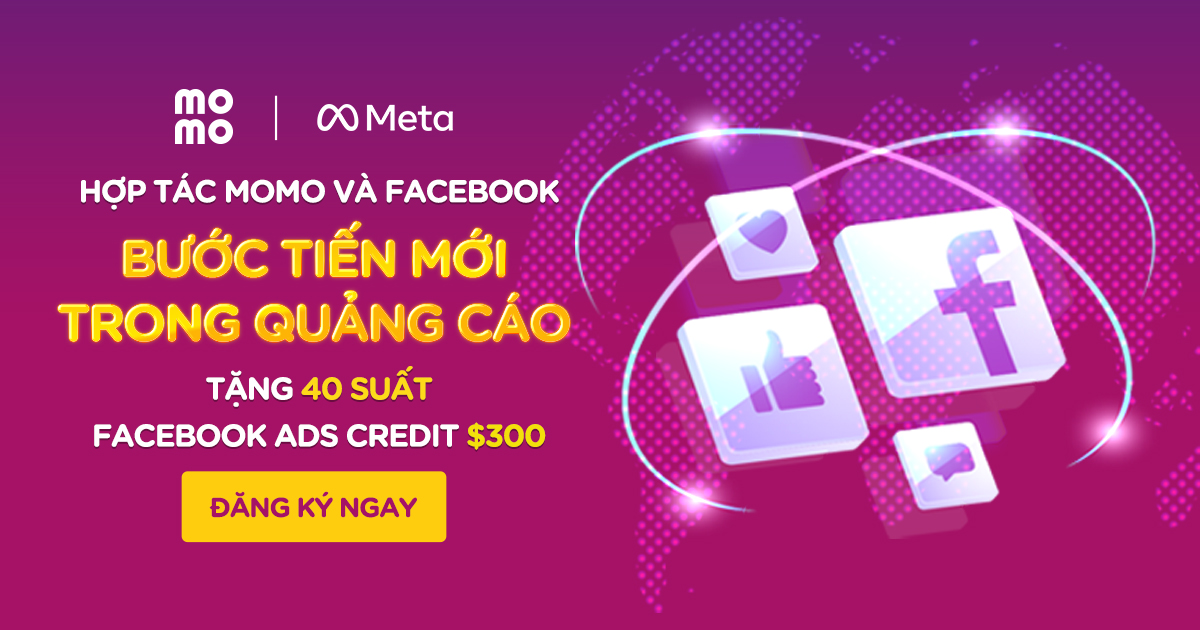 mo
mo
Meta
HỢP TÁC MOMO VÀ FACEBOOK
BƯỚC TIẾN MỚI
TRONG QUẢNG CÁO
TẶNG 40 SUẤT
FACEBOOK ADS CREDIT $300
ĐĂNG KÝ NGAY